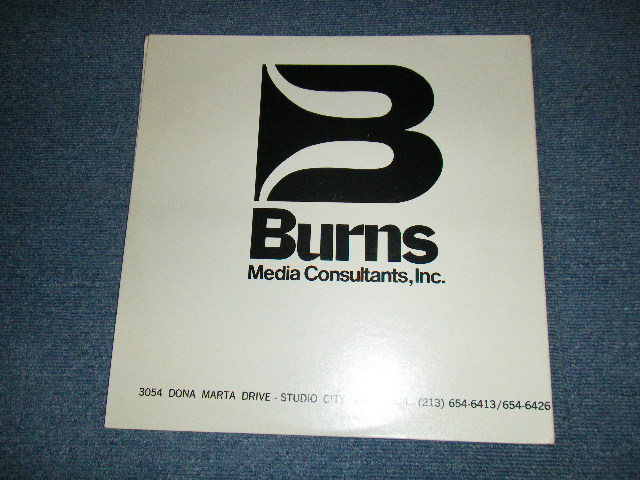 B
Burns
Media Consultants, Inc.
3054 DONA MARTA DRIVE - STUDIO CITY (213) 654-6413/654-6426